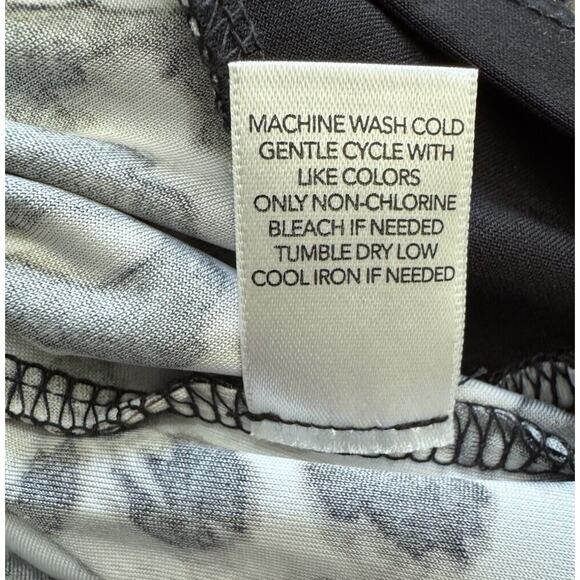 MACHINE WASH COLD
GENTLE CYCLE WITH
LIKE COLORS
ONLY NON-CHLORINE
BLEACH IF NEEDED
TUMBLE DRY LOW
COOL IRON IF NEEDED